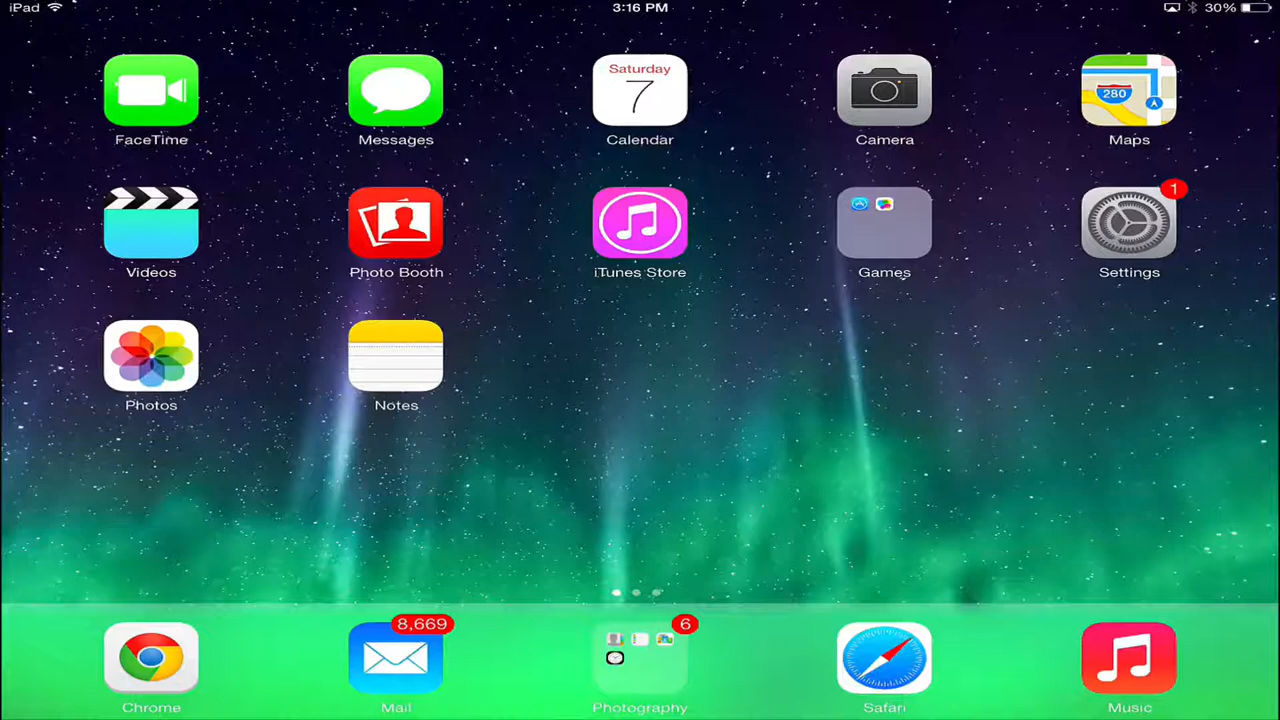 iPad 3:16 PM 30%
Saturday
7
280
FaceTime Messages Calendar Camera Maps
1
Videos Photo Booth iTunes Store Games Settings
Photos Notes
8,669 6
Chrome Mail Photography Safari Music